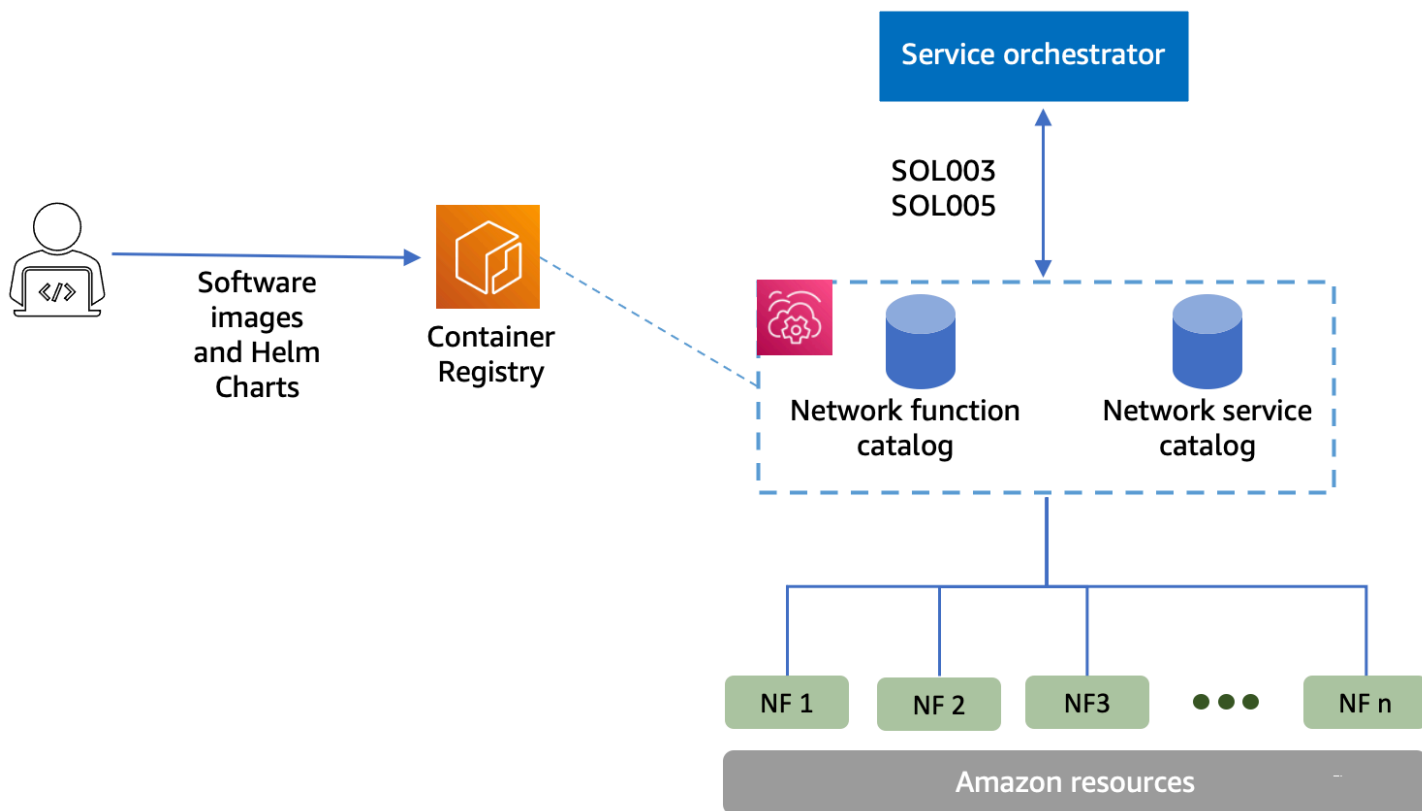 Service orchestrator
SOL003
SOL005
</>
Software
images
and Helm
Charts
Container
Registry
Network function
catalog
Network service
catalog
NF 1
NF 2
NF3
NF n
Amazon resources